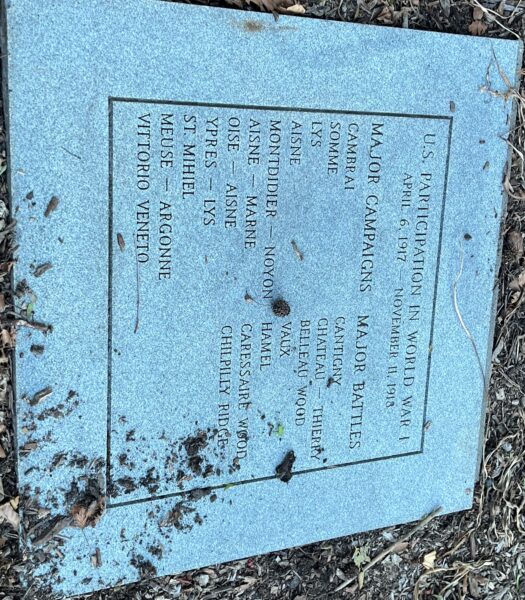 U.S. PARTICIPATION IN WORLD WAR I
APRIL 6, 1917 — NOVEMBER 11, 1918
MAJOR CAMPAIGNS
CAMBRAI
SOMME
LYS
AISNE
MONTDIDIER — NOYON
AISNE — MARNE
OISE — AISNE
YPRES — LYS
ST. MIHIEL
MEUSE — ARGONNE
VITTORIO VENETO
MAJOR BATTLES
CANTIGNY
CHATEAU — THIERRY
BELLEAU WOOD
VAUX
HAMEL
CARESSAIRE WOOD
CHILPILLY RIDGE